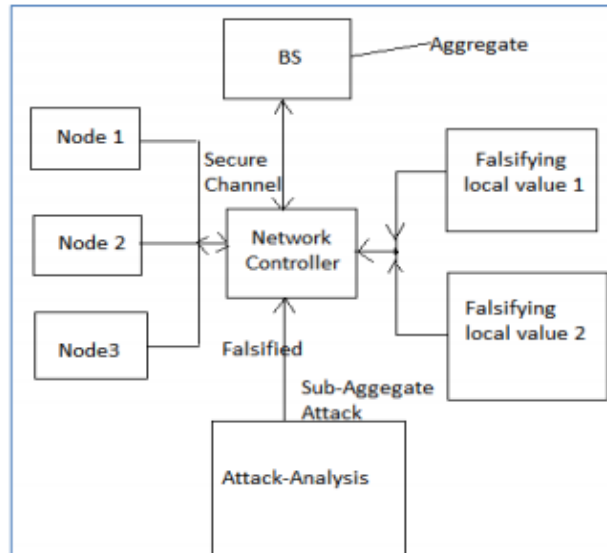 BS
Aggregate
Node 1
Node 2
Node3
Secure
Channel
Network
Controller
Falsifying
local value 1
Falsifying
local value 2
Falsified
Sub-Aggregate
Attack
Attack-Analysis